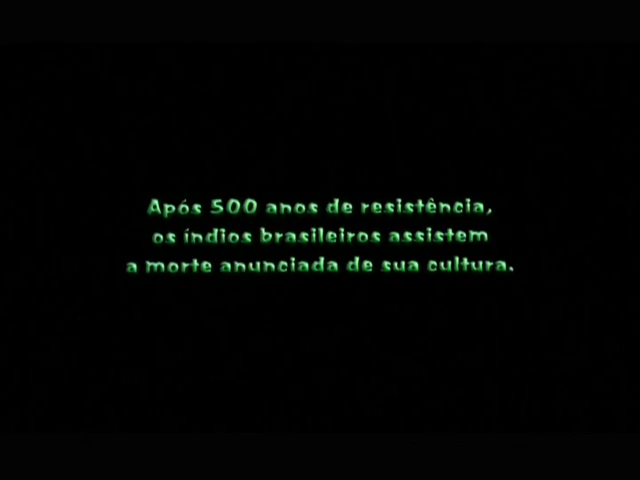 Após 500 anos de resistência,
os índios brasileiros assistem
a morte anunciada de sua cultura.